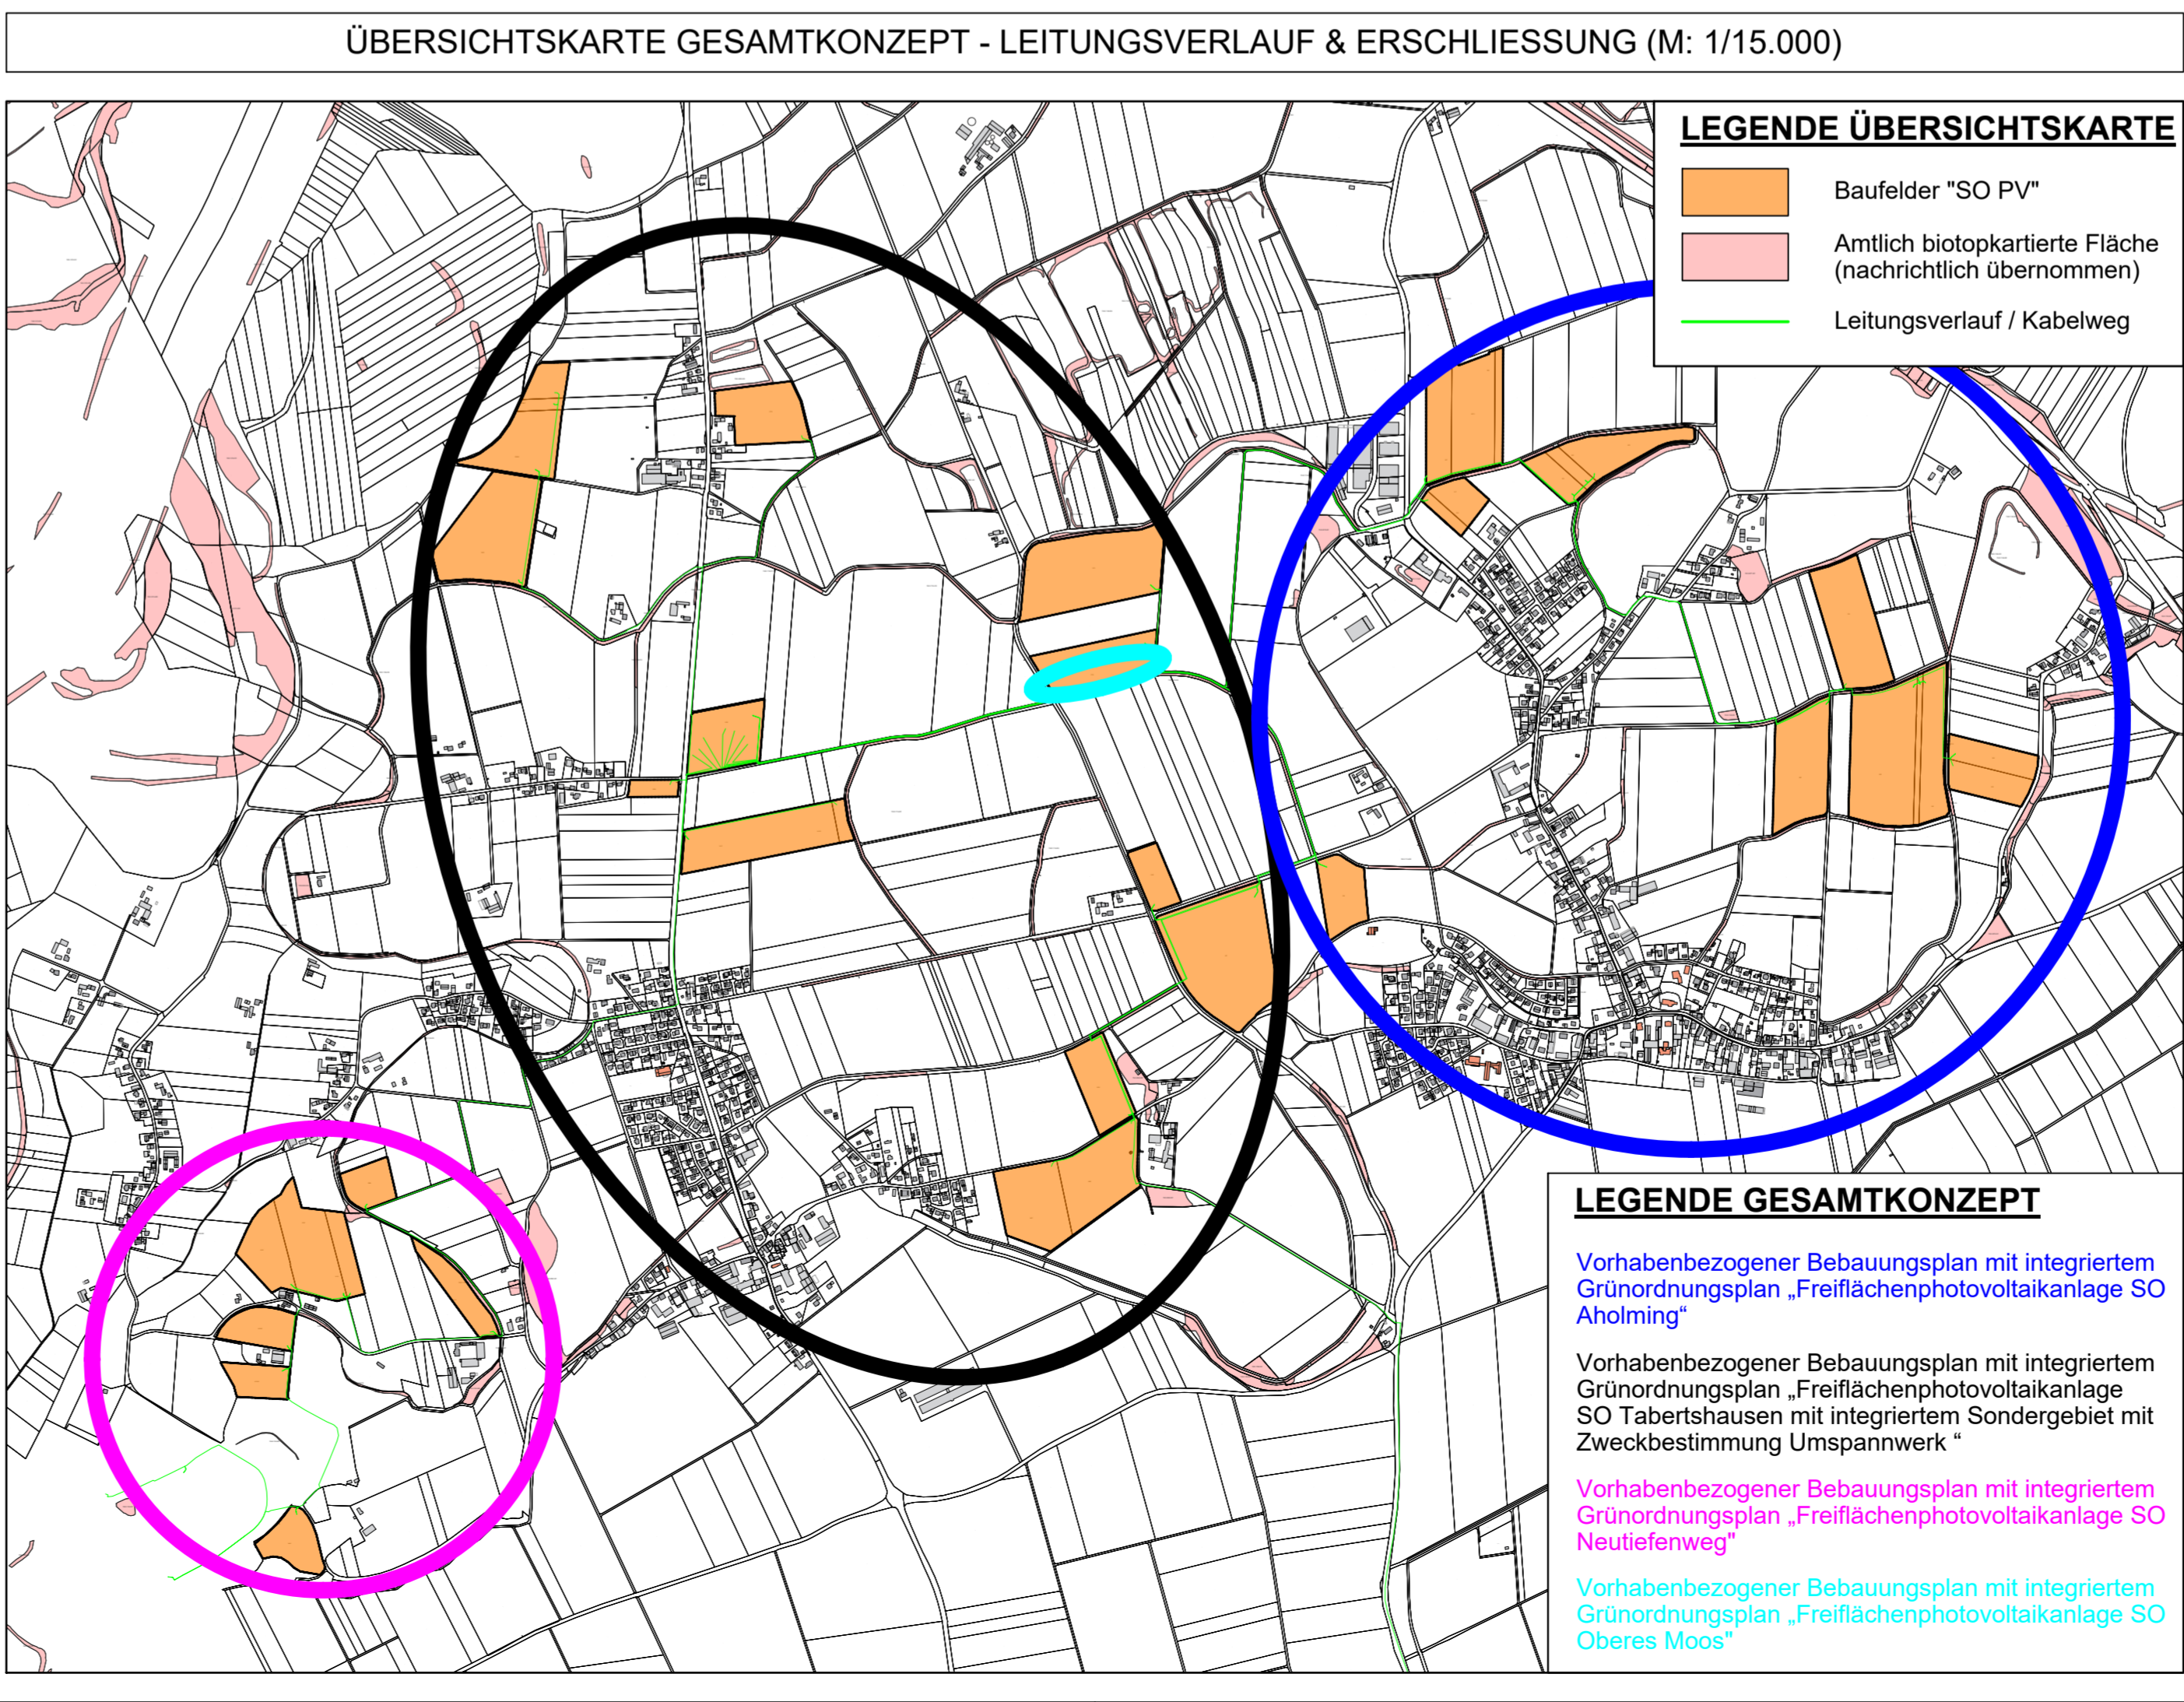 ÜBERSICHTSKARTE GESAMTKONZEPT - LEITUNGSVERLAUF & ERSCHLIESSUNG (M: 1/15.000)
LEGENDE ÜBERSICHTSKARTE
Baufelder "SO PV"
Amtlich biotopkartierte Fläche
(nachrichtlich übernommen)
Leitungsverlauf / Kabelweg
LEGENDE GESAMTKONZEPT
Vorhabenbezogener Bebauungsplan mit integriertem
Grünordnungsplan „Freiflächenphotovoltaikanlage SO
Aholming“
Vorhabenbezogener Bebauungsplan mit integriertem
Grünordnungsplan „Freiflächenphotovoltaikanlage
SO Tabertshausen mit integriertem Sondergebiet mit
Zweckbestimmung Umspannwerk “
Vorhabenbezogener Bebauungsplan mit integriertem
Grünordnungsplan „Freiflächenphotovoltaikanlage SO
Neutiefenweg"
Vorhabenbezogener Bebauungsplan mit integriertem
Grünordnungsplan „Freiflächenphotovoltaikanlage SO
Oberes Moos"